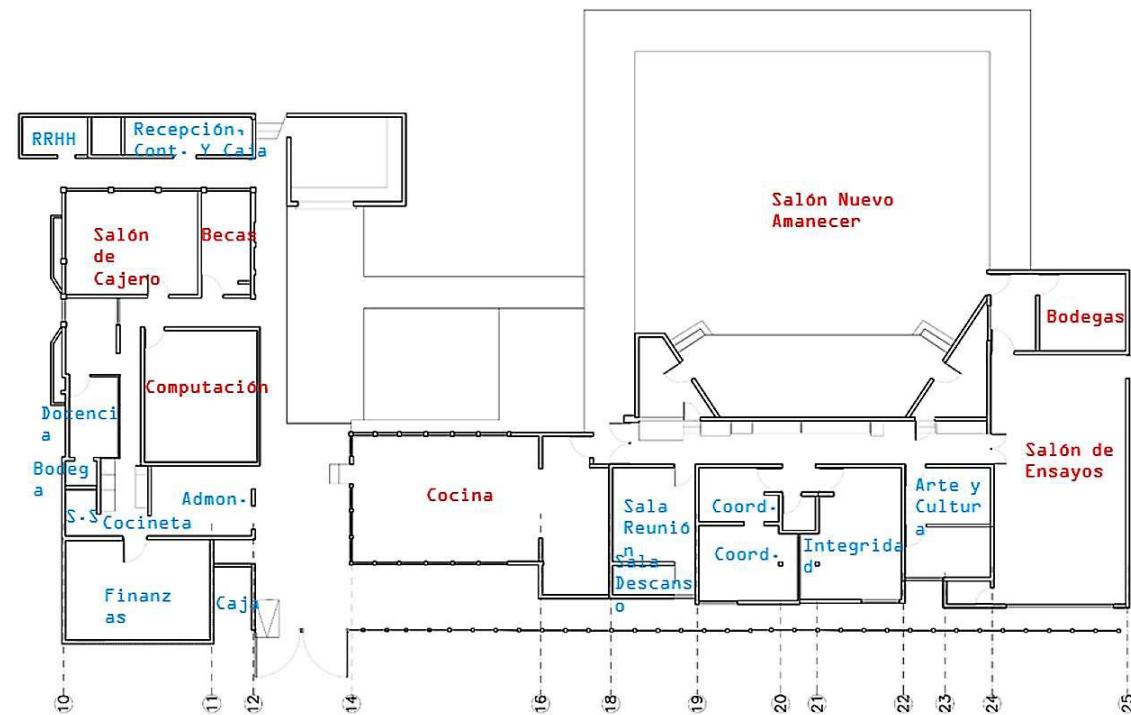 RRHH
Recepción,
Cont. Y Caja
Salón
de
Cajero
Becas
Salón Nuevo
Amanecer
Bodegas
Computación
Docenci
a
Bodeg
a
S.S
Cocineta
Admon.
Cocina
Salón de
Ensayos
Sala
Reunió
n
Sala
Descans
o
Coord.
Coord.
Integrida
d
Arte y
Cultur
a
Finanz
as
Caja
10
11
12
14
16
18
19
20
21
22
23
24
25